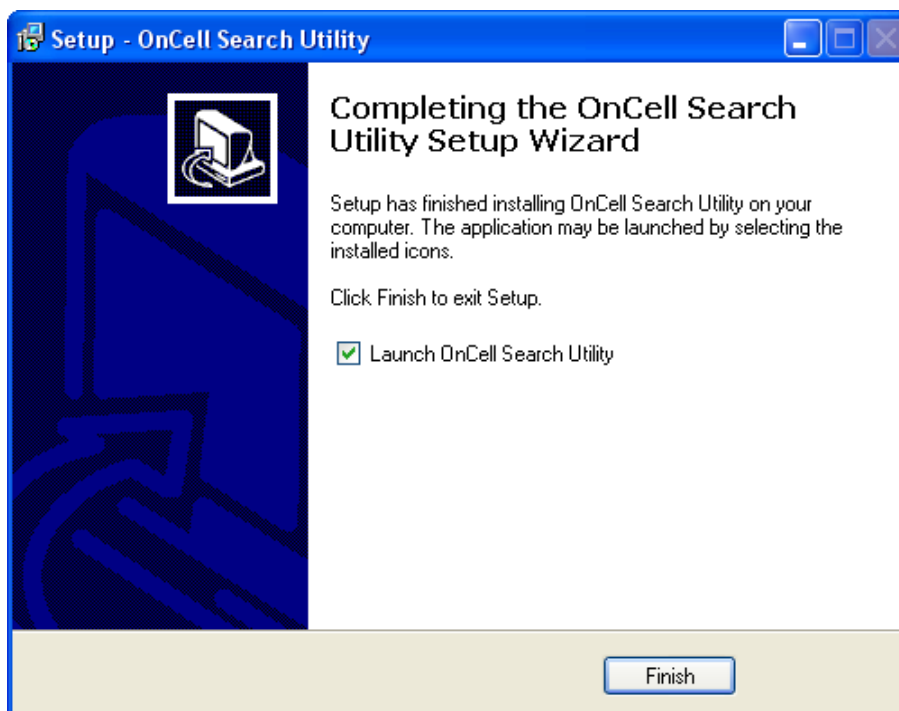 Setup - OnCell Search Utility
Completing the OnCell Search
Utility Setup Wizard
Setup has finished installing OnCell Search Utility on your
computer. The application may be launched by selecting the
installed icons.
Click Finish to exit Setup.
Launch OnCell Search Utility
Finish